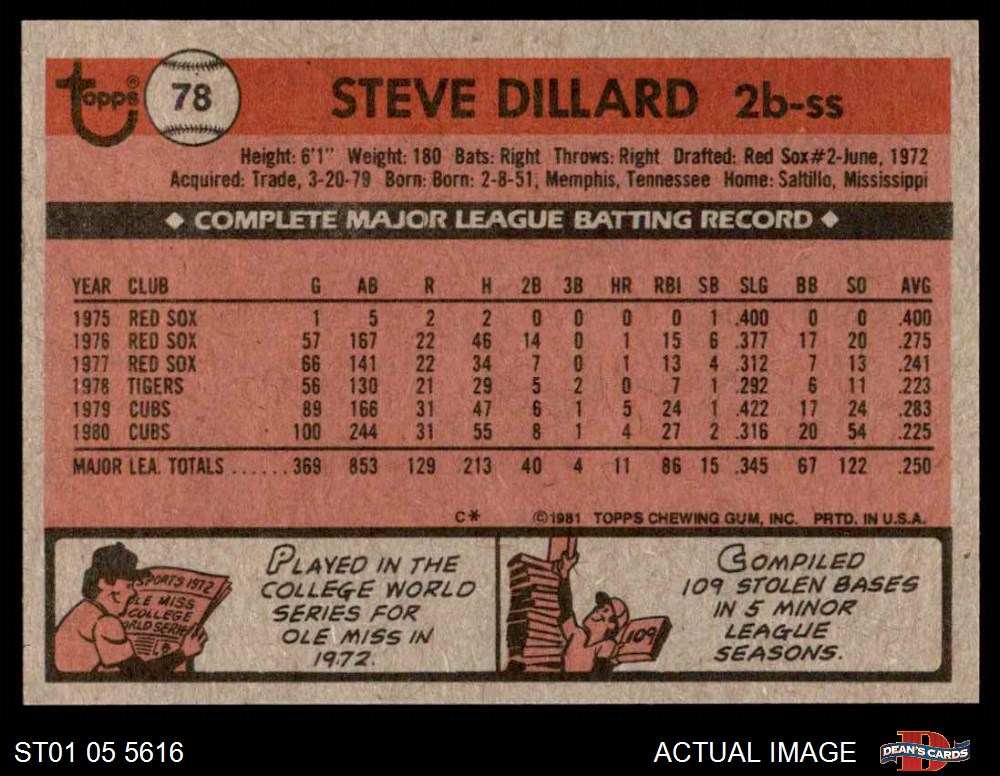 topps®
78
STEVE DILLARD 2b-ss
Height: 6'1" Weight: 180 Bats: Right Throws: Right Drafted: Red Sox#2-June, 1972
Acquired: Trade, 3-20-79 Born: Born: 2-8-51, Memphis, Tennessee Home: Saltillo, Mississippi
◆ COMPLETE MAJOR LEAGUE BATTING RECORD ◆
YEAR CLUB G AB R H 2B 3B HR RBI SB SLG BB SO AVG
1975 RED SOX 1 5 2 2 0 0 0 0 1 .400 0 0 .400
1976 RED SOX 57 167 22 46 14 0 1 15 6 .377 17 20 .275
1977 RED SOX 66 141 22 34 7 0 1 13 4 .312 7 13 .241
1978 TIGERS 56 130 21 29 5 2 0 7 1 .292 6 11 .223
1979 CUBS 89 166 31 47 6 1 5 24 1 .422 17 24 .283
1980 CUBS 100 244 31 55 8 1 4 27 2 .316 20 54 .225
MAJOR LEA. TOTALS ......369 853 129 213 40 4 11 86 15 .345 67 122 .250
C* ©1981 TOPPS CHEWING GUM, INC. PRTD. IN U.S.A.
SPORTS 1972
OLE MISS
COLLEGE
WORLD SERIES
PLAYED IN THE
COLLEGE WORLD
SERIES FOR
OLE MISS IN
1972.
109
COMPILED
109 STOLEN BASES
IN 5 MINOR
LEAGUE
SEASONS.
ST01 05 5616
ACTUAL IMAGE
D
DEAN'S CARDS